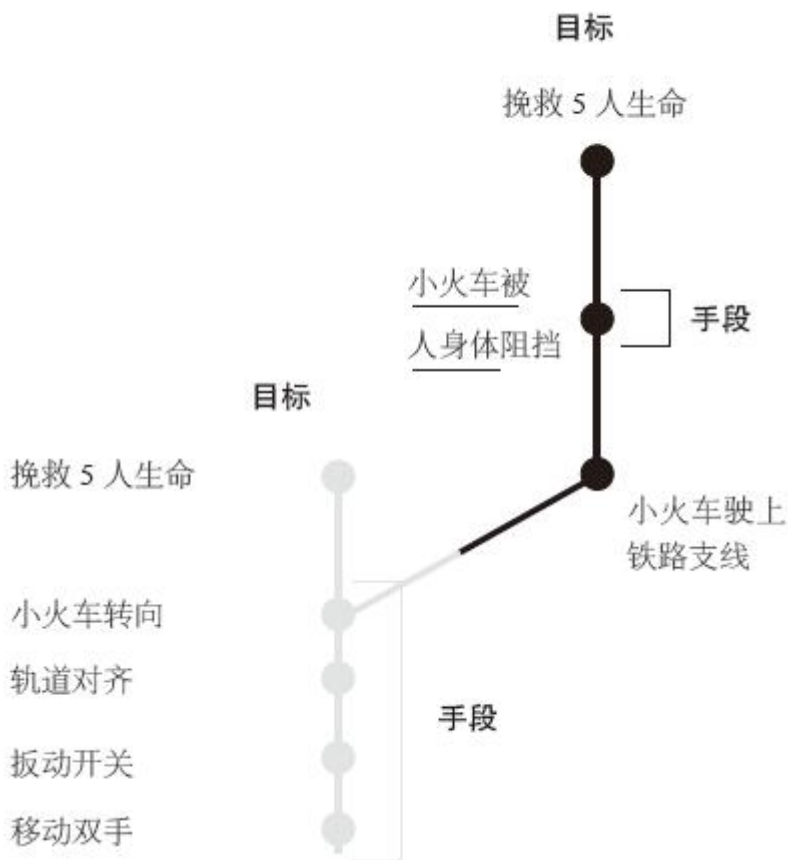 目标
挽救 5 人生命
小火车被
人身体阻挡
手段
目标
挽救 5 人生命
小火车驶上
铁路支线
小火车转向
轨道对齐
手段
扳动开关
移动双手